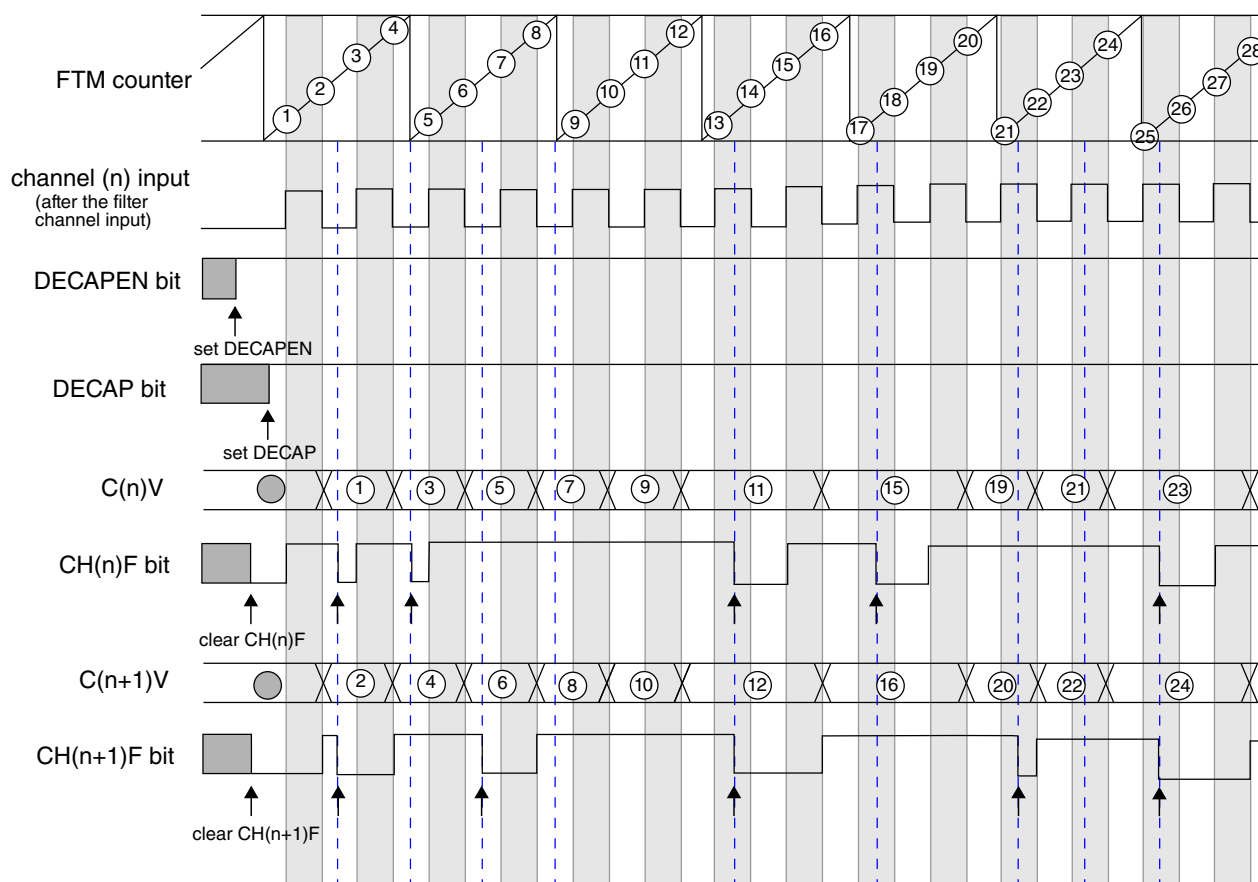 4 8 12 16 20 24 28
3 7 11 15 19 23 27
2 6 10 14 18 22 26
1 5 9 13 17 21 25
FTM counter
channel (n) input
(after the filter
channel input)
DECAPEN bit
set DECAPEN
DECAP bit
set DECAP
C(n)V 1 3 5 7 9 11 15 19 21 23
CH(n)F bit
clear CH(n)F
C(n+1)V 2 4 6 8 10 12 16 20 22 24
CH(n+1)F bit
clear CH(n+1)F